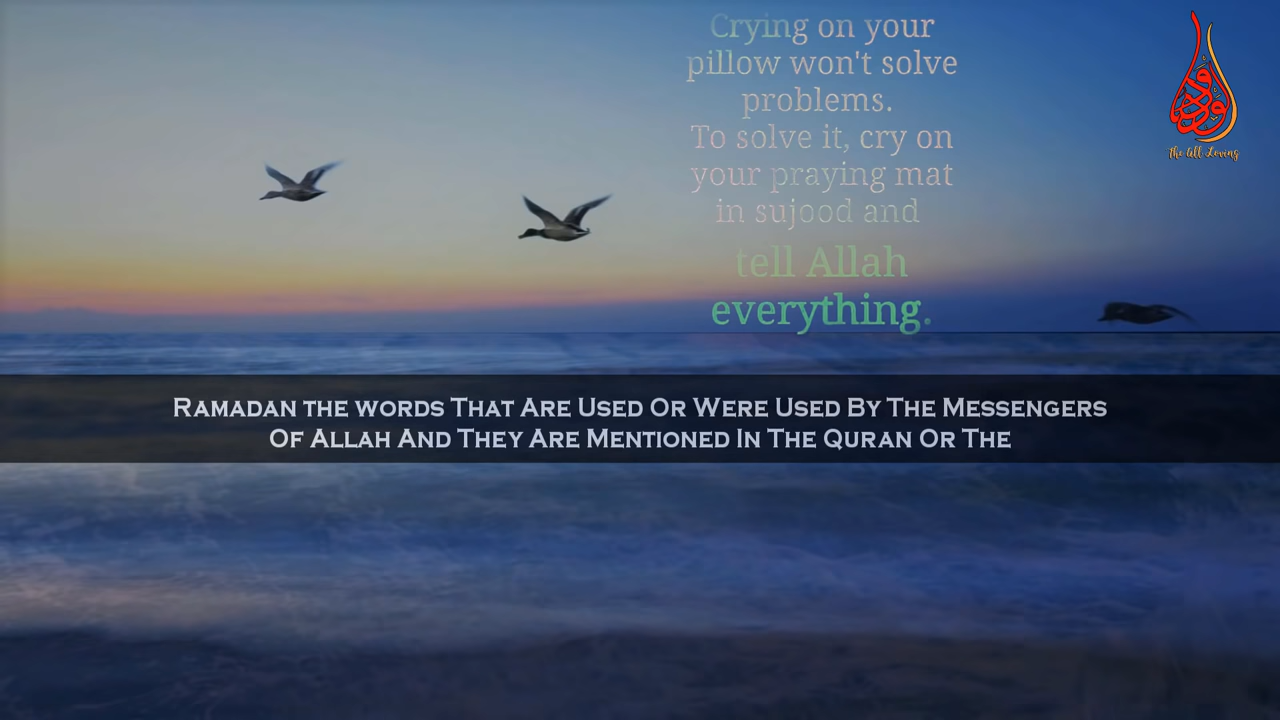 Crying on your
pillow won't solve
problems.
To solve it, cry on
your praying mat
in sujood and
tell Allah
everything.
الودود
The All Loving
RAMADAN THE WORDS THAT ARE USED OR WERE USED BY THE MESSENGERS
OF ALLAH AND THEY ARE MENTIONED IN THE QURAN OR THE